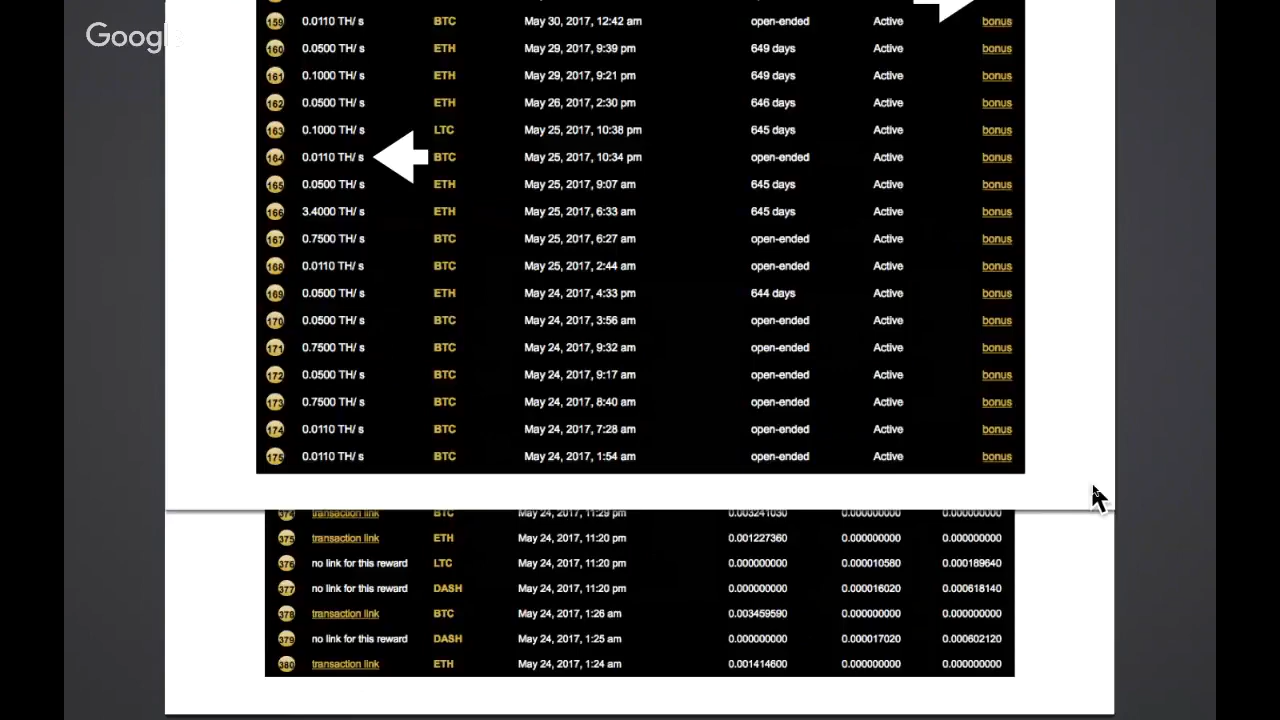 Google
159 0.0110 TH/ s BTC May 30, 2017, 12:42 am open-ended Active bonus
160 0.0500 TH/ s ETH May 29, 2017, 9:39 pm 649 days Active bonus
161 0.1000 TH/ s ETH May 29, 2017, 9:21 pm 649 days Active bonus
162 0.0500 TH/ s ETH May 26, 2017, 2:30 pm 646 days Active bonus
163 0.1000 TH/ s LTC May 25, 2017, 10:38 pm 645 days Active bonus
164 0.0110 TH/ s BTC May 25, 2017, 10:34 pm open-ended Active bonus
165 0.0500 TH/ s ETH May 25, 2017, 9:07 am 645 days Active bonus
166 3.4000 TH/ s ETH May 25, 2017, 6:33 am 645 days Active bonus
167 0.7500 TH/ s BTC May 25, 2017, 6:27 am open-ended Active bonus
168 0.0110 TH/ s BTC May 25, 2017, 2:44 am open-ended Active bonus
169 0.0500 TH/ s ETH May 24, 2017, 4:33 pm 644 days Active bonus
170 0.0500 TH/ s BTC May 24, 2017, 3:56 am open-ended Active bonus
171 0.7500 TH/ s BTC May 24, 2017, 9:32 am open-ended Active bonus
172 0.0500 TH/ s BTC May 24, 2017, 9:17 am open-ended Active bonus
173 0.7500 TH/ s BTC May 24, 2017, 8:40 am open-ended Active bonus
174 0.0110 TH/ s BTC May 24, 2017, 7:28 am open-ended Active bonus
175 0.0110 TH/ s BTC May 24, 2017, 1:54 am open-ended Active bonus
374 transaction link BTC May 24, 2017, 11:29 pm 0.003241030 0.000000000 0.000000000
375 transaction link ETH May 24, 2017, 11:20 pm 0.001227360 0.000000000 0.000000000
376 no link for this reward LTC May 24, 2017, 11:20 pm 0.000000000 0.000010580 0.000189640
377 no link for this reward DASH May 24, 2017, 11:20 pm 0.000000000 0.000016020 0.000618140
378 transaction link BTC May 24, 2017, 1:26 am 0.003459590 0.000000000 0.000000000
379 no link for this reward DASH May 24, 2017, 1:25 am 0.000000000 0.000017020 0.000602120
380 transaction link ETH May 24, 2017, 1:24 am 0.001414600 0.000000000 0.000000000